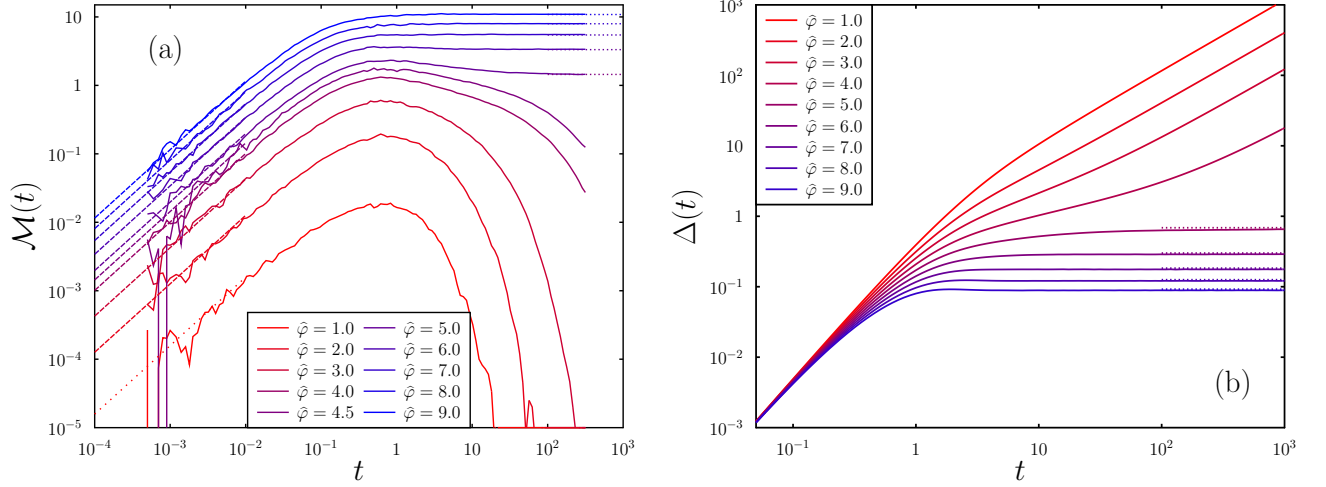 (a)
M(t)
10
1
10⁻¹
10⁻²
10⁻³
10⁻⁴
10⁻⁵
10⁻⁴ 10⁻³ 10⁻² 10⁻¹ 1 10 10² 10³
t
φ̂ = 1.0 φ̂ = 5.0
φ̂ = 2.0 φ̂ = 6.0
φ̂ = 3.0 φ̂ = 7.0
φ̂ = 4.0 φ̂ = 8.0
φ̂ = 4.5 φ̂ = 9.0
(b)
Δ(t)
10³
10²
10
1
10⁻¹
10⁻²
10⁻³
10⁻¹ 1 10 10² 10³
t
φ̂ = 1.0
φ̂ = 2.0
φ̂ = 3.0
φ̂ = 4.0
φ̂ = 5.0
φ̂ = 6.0
φ̂ = 7.0
φ̂ = 8.0
φ̂ = 9.0